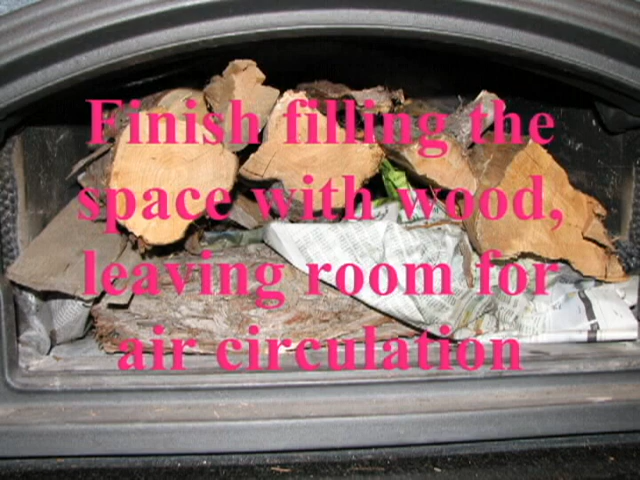 Finish filling the
space with wood,
leaving room for
air circulation